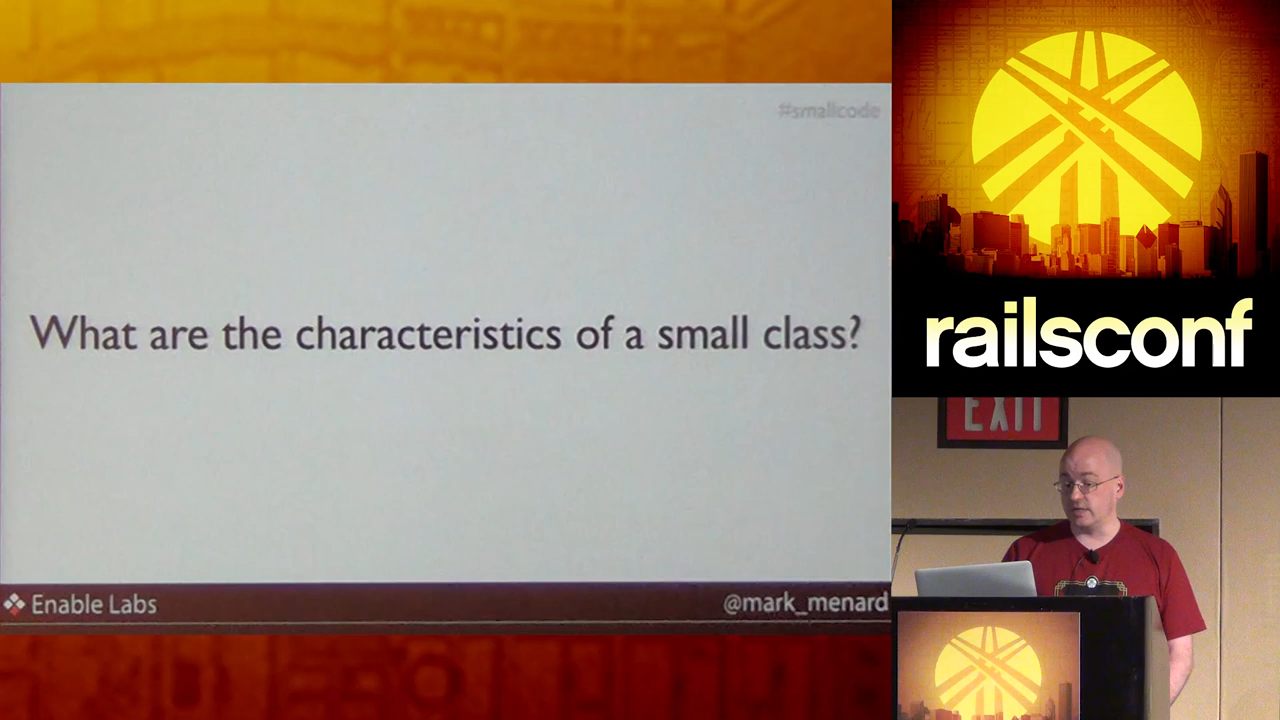 #smallcode
What are the characteristics of a small class?
Enable Labs
@mark_menard
railsconf
EXIT